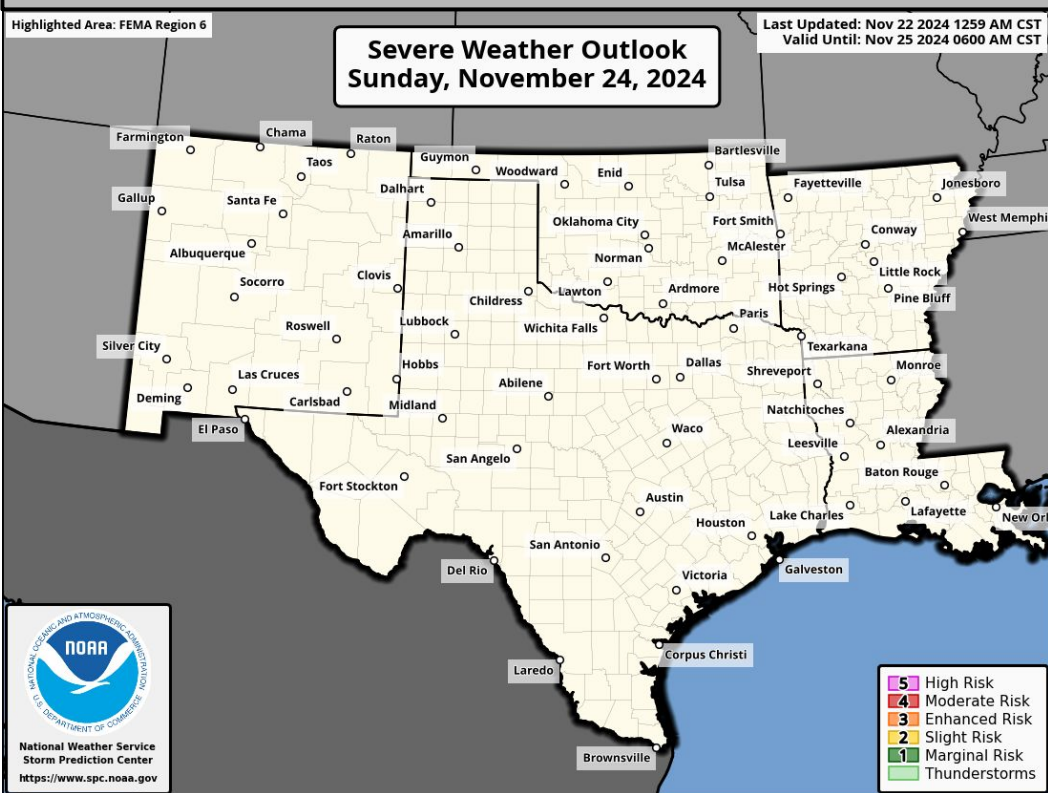 Highlighted Area: FEMA Region 6
Severe Weather Outlook
Sunday, November 24, 2024
Last Updated: Nov 22 2024 1259 AM CST
Valid Until: Nov 25 2024 0600 AM CST
Farmington
Chama
Raton
Taos
Guymon
Woodward
Enid
Bartlesville
Tulsa
Fayetteville
Jonesboro
Gallup
Santa Fe
Dalhart
Oklahoma City
Fort Smith
West Memphi
Albuquerque
Amarillo
Norman
McAlester
Conway
Socorro
Clovis
Childress
Lawton
Ardmore
Hot Springs
Little Rock
Pine Bluff
Roswell
Lubbock
Wichita Falls
Paris
Texarkana
Silver City
Las Cruces
Hobbs
Abilene
Fort Worth
Dallas
Shreveport
Monroe
Deming
Carlsbad
Midland
Natchitoches
El Paso
San Angelo
Waco
Leesville
Alexandria
Fort Stockton
Austin
Baton Rouge
Houston
Lake Charles
Lafayette
New Orl
Del Rio
San Antonio
Galveston
Victoria
Laredo
Corpus Christi
Brownsville
NATIONAL OCEANIC AND ATMOSPHERIC ADMINISTRATION
NOAA
U.S. DEPARTMENT OF COMMERCE
National Weather Service
Storm Prediction Center
https://www.spc.noaa.gov
5 High Risk
4 Moderate Risk
3 Enhanced Risk
2 Slight Risk
1 Marginal Risk
Thunderstorms